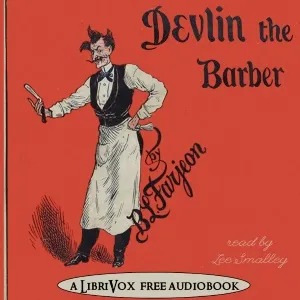 Devlin the
Barber
by
B L Farjeon
read by
Lee Smalley
A LIBRIVOX FREE AUDIOBOOK